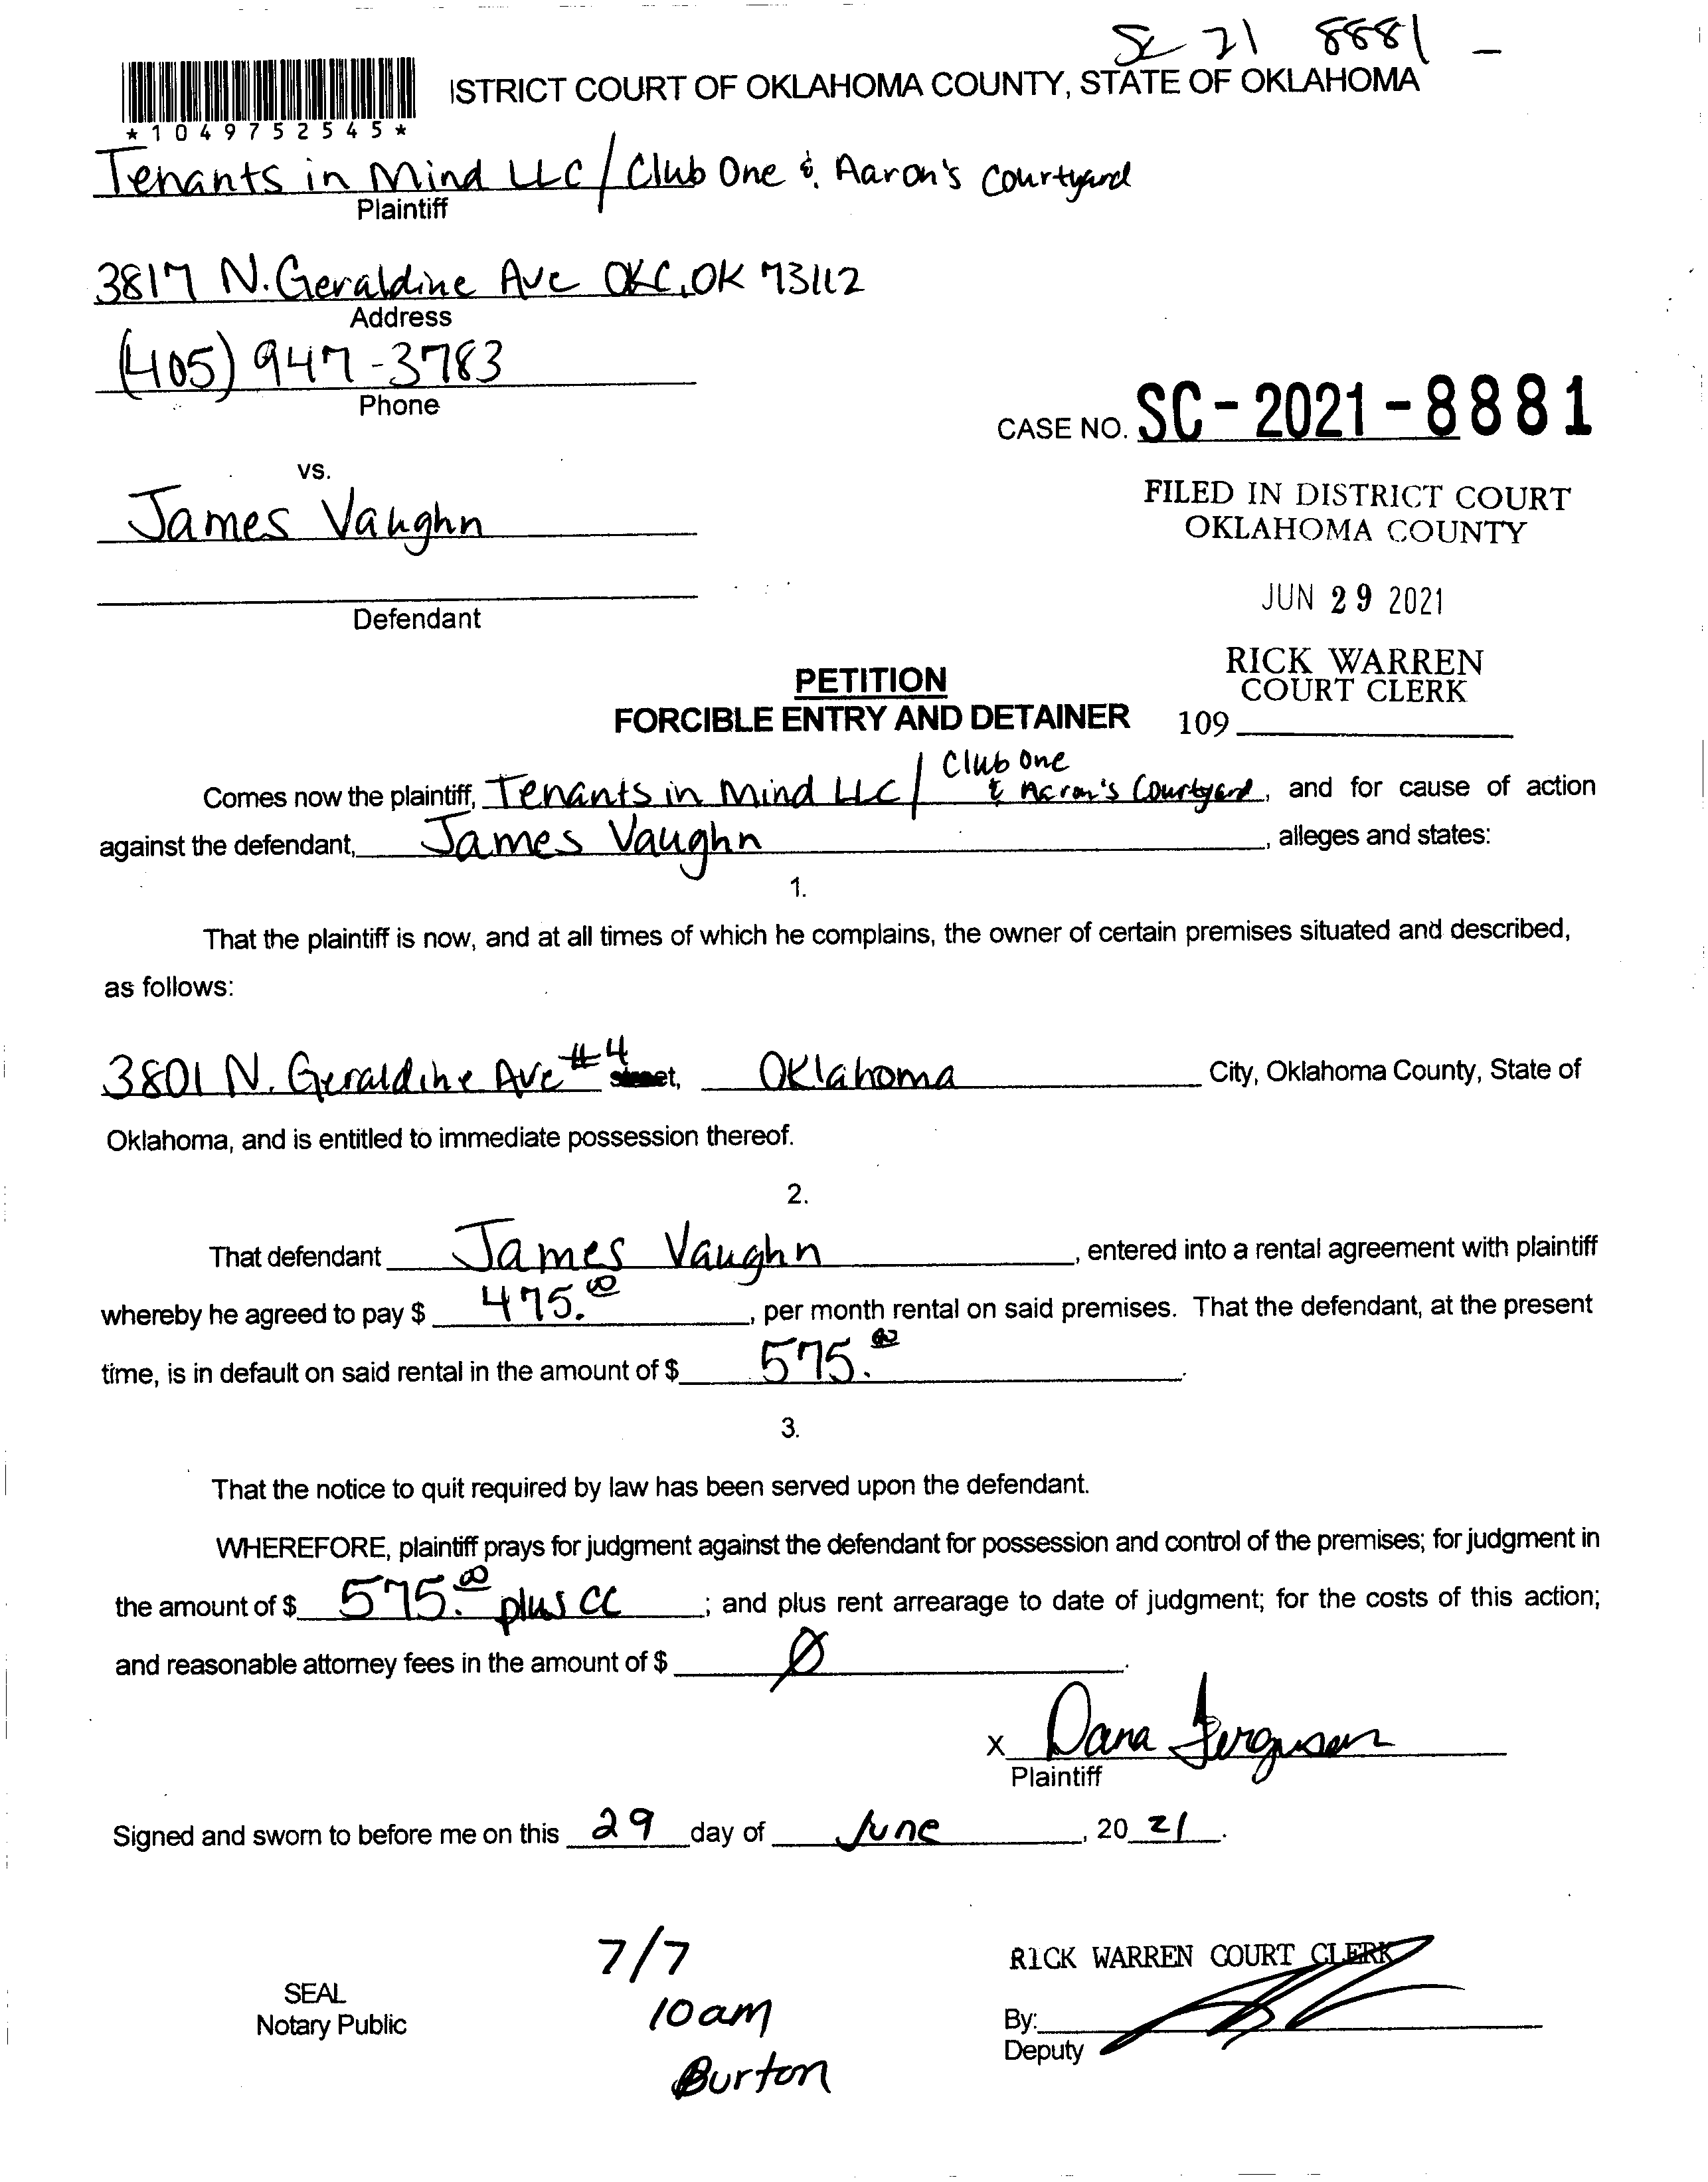 SC 21 8881 -
ISTRICT COURT OF OKLAHOMA COUNTY, STATE OF OKLAHOMA
*1049752545*
Tenants in Mind LLC / Club One & Aaron's Courtyard
Plaintiff
3817 N. Geraldine Ave OKC, OK 73112
Address
(405) 947-3783
Phone
CASE NO. SC-2021-8881
vs.
FILED IN DISTRICT COURT
OKLAHOMA COUNTY
James Vaughn
JUN 29 2021
Defendant
RICK WARREN
COURT CLERK
109
PETITION
FORCIBLE ENTRY AND DETAINER
Comes now the plaintiff, Tenants in Mind LLC / Club One & Aaron's Courtyard, and for cause of action
against the defendant, James Vaughn, alleges and states:
1.
That the plaintiff is now, and at all times of which he complains, the owner of certain premises situated and described,
as follows:
3801 N. Geraldine Ave #4 street, Oklahoma City, Oklahoma County, State of
Oklahoma, and is entitled to immediate possession thereof.
2.
That defendant James Vaughn, entered into a rental agreement with plaintiff
whereby he agreed to pay $ 475.00, per month rental on said premises. That the defendant, at the present
time, is in default on said rental in the amount of $ 575.00.
3.
That the notice to quit required by law has been served upon the defendant.
WHEREFORE, plaintiff prays for judgment against the defendant for possession and control of the premises; for judgment in
the amount of $ 575.00 plus CC; and plus rent arrearage to date of judgment; for the costs of this action;
and reasonable attorney fees in the amount of $ Ø.
X Dana Ferguson
Plaintiff
Signed and sworn to before me on this 29 day of June, 20 21.
7/7
10am
Burton
SEAL
Notary Public
RICK WARREN COURT CLERK
By:
Deputy